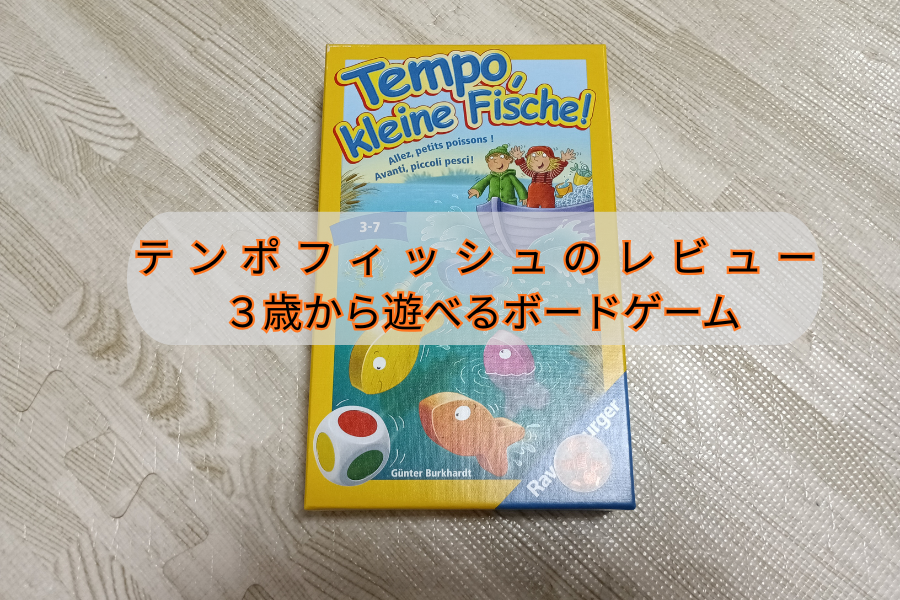 Tempo,
kleine Fische!
Allez, petits poissons !
Avanti, piccoli pesci!
3-7
テンポフィッシュのレビュー
３歳から遊べるボードゲーム
Günter Burkhardt